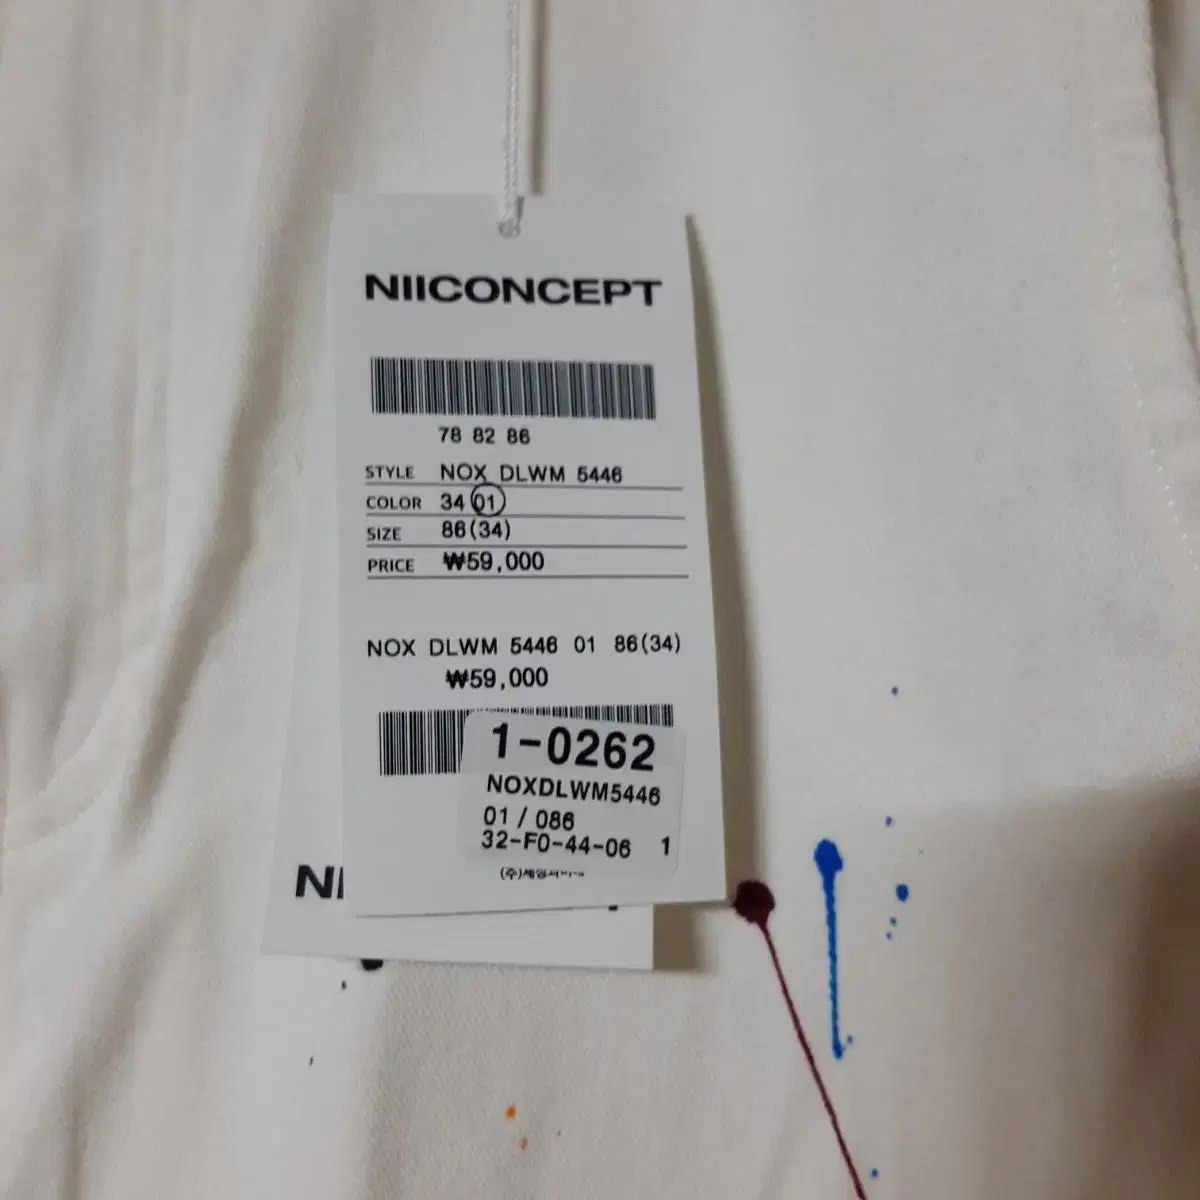 NIICONCEPT
78 82 86
STYLE NOX DLWM 5446
COLOR 34 01
SIZE 86(34)
PRICE ₩59,000
NOX DLWM 5446 01 86(34)
₩59,000
1-0262
NOXDLWM5446
01 / 086
32-F0-44-06 1
NI